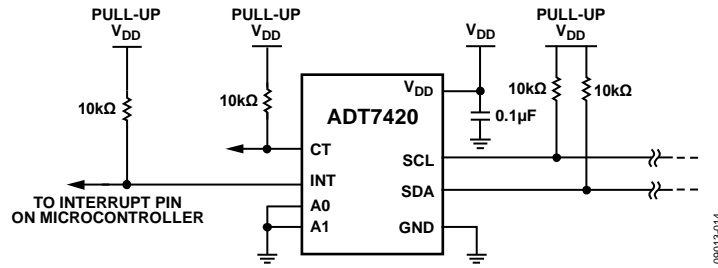 PULL-UP
VDD
PULL-UP
VDD
VDD
PULL-UP
VDD
10kΩ
10kΩ
VDD
ADT7420
0.1µF
10kΩ
10kΩ
CT
INT
A0
A1
SCL
SDA
GND
TO INTERRUPT PIN
ON MICROCONTROLLER
09013-014